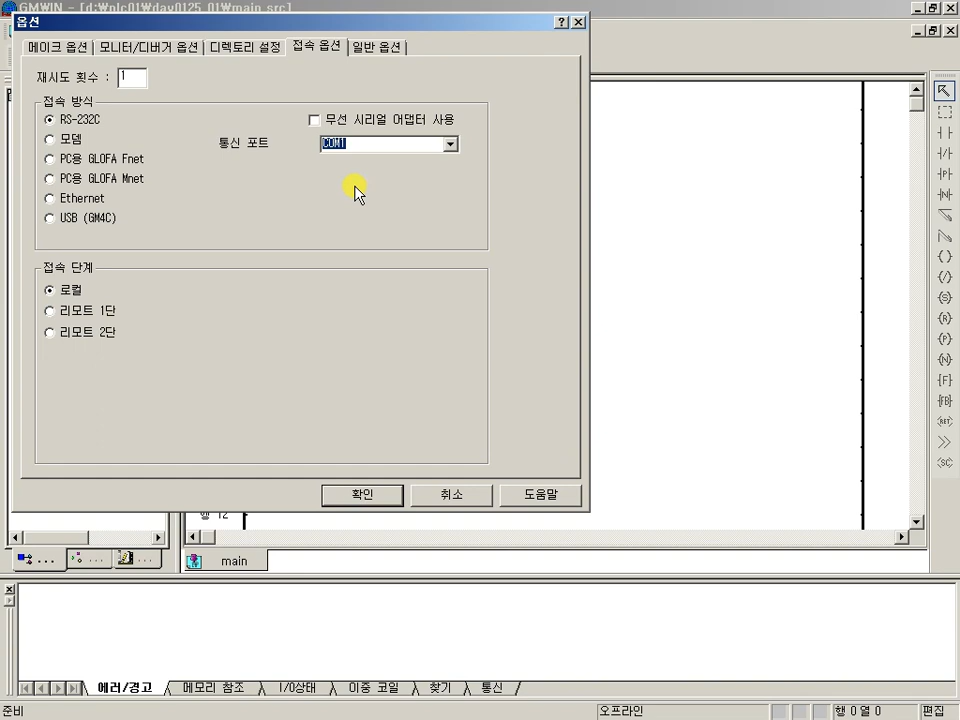 GMWIN - [d:\plc01\day0125_01\main.src]
옵션
메이크 옵션 모니터/디버거 옵션 디렉토리 설정 접속 옵션 일반 옵션
재시도 횟수 : 1
접속 방식
RS-232C
무선 시리얼 어댑터 사용
모뎀
통신 포트 COM1
PC용 GLOFA Fnet
PC용 GLOFA Mnet
Ethernet
USB (GM4C)
접속 단계
로컬
리모트 1단
리모트 2단
확인 취소 도움말
행 12
main
에러/경고 메모리 참조 I/O상태 이중 코일 찾기 통신
준비 오프라인 행 0 열 0 편집